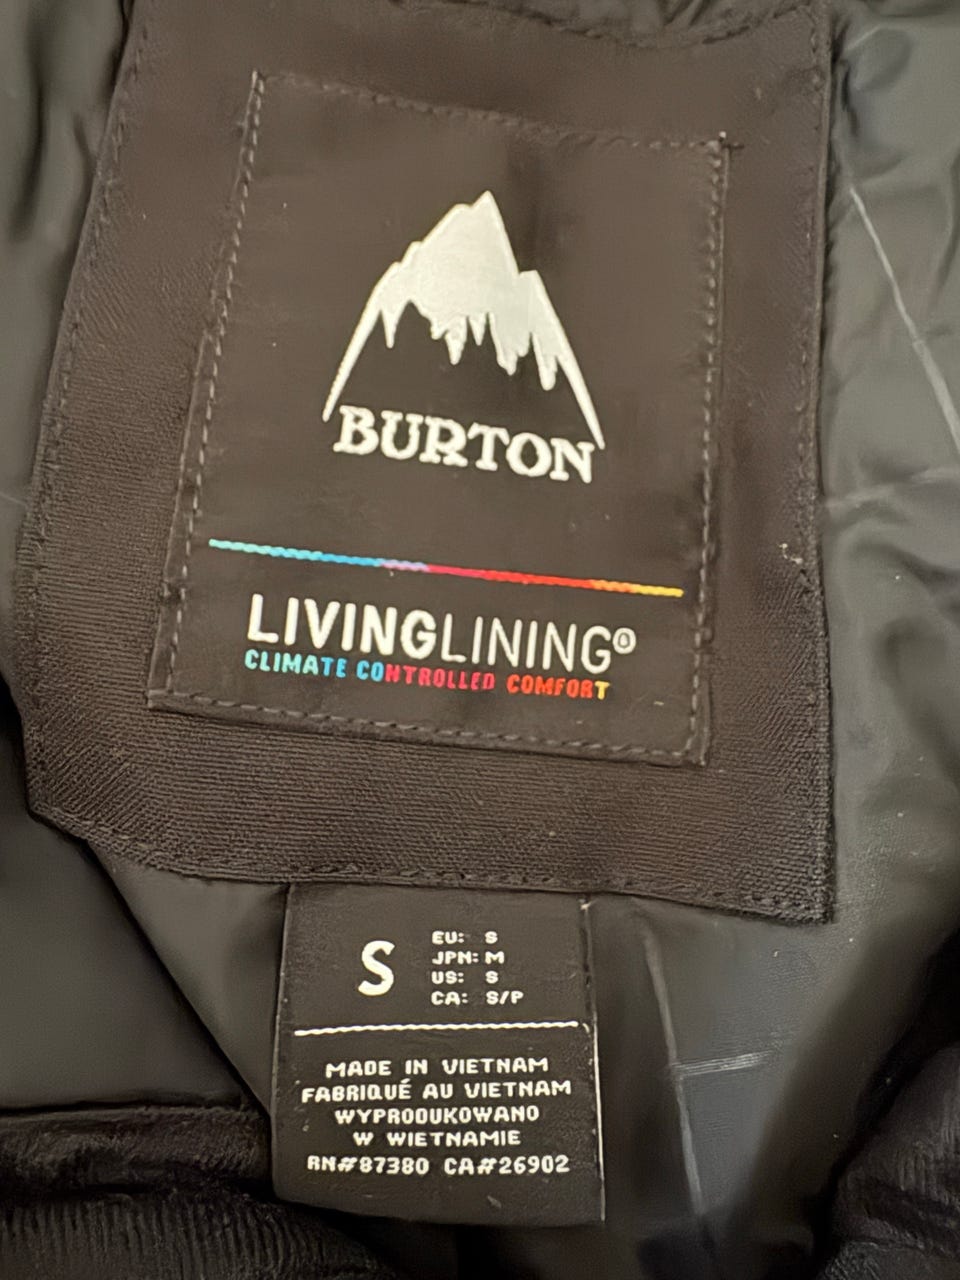 BURTON
LIVINGLINING®
CLIMATE CONTROLLED COMFORT
S
EU: S
JPN: M
US: S
CA: S/P
MADE IN VIETNAM
FABRIQUÉ AU VIETNAM
WYPRODUKOWANO
W WIETNAMIE
RN#87380 CA#26902